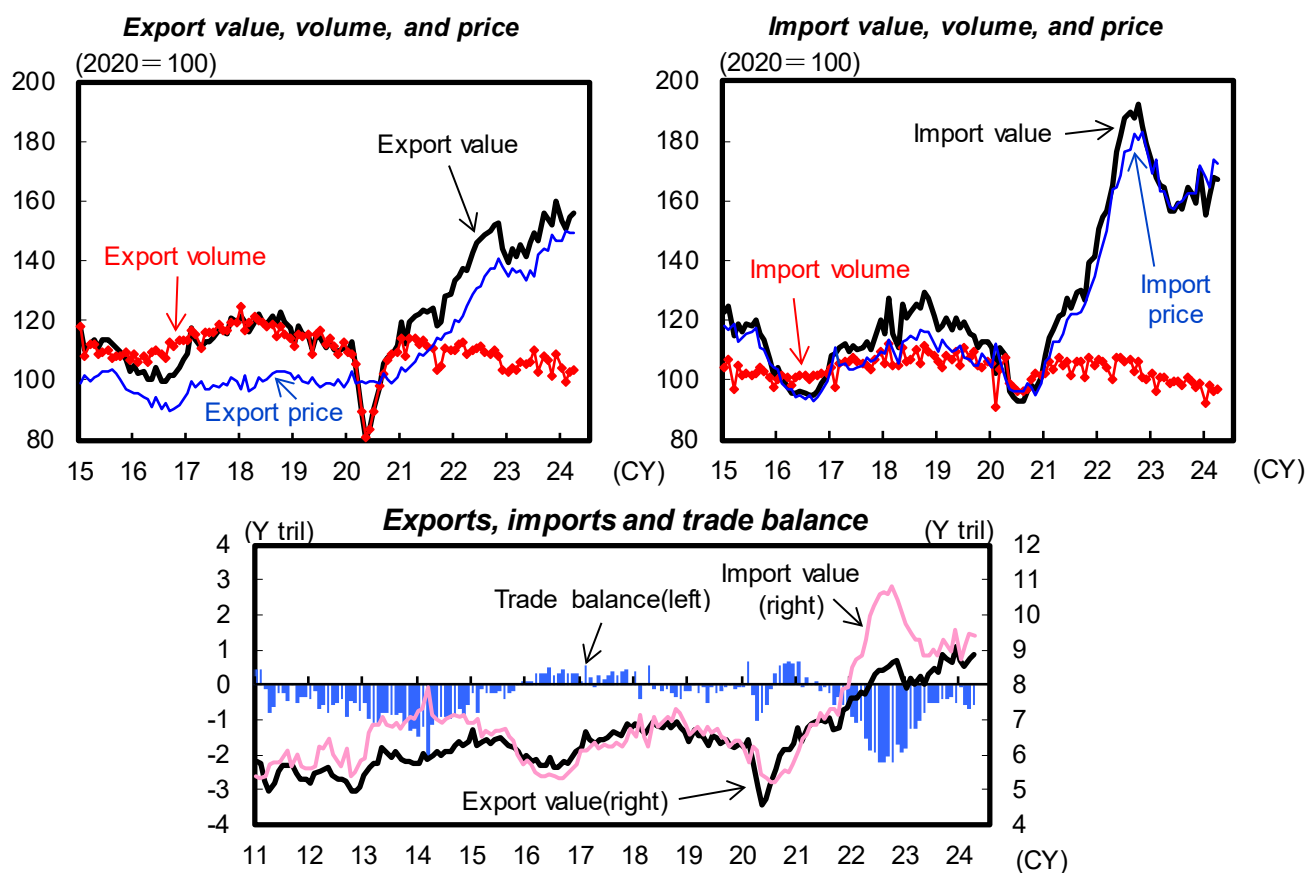 Export value, volume, and price
(2020＝100)
200
180
160
140
120
100
80
Export value
Export volume
Export price
15 16 17 18 19 20 21 22 23 24 (CY)
Import value, volume, and price
(2020＝100)
200
180
160
140
120
100
80
Import value
Import volume
Import
price
15 16 17 18 19 20 21 22 23 24 (CY)
Exports, imports and trade balance
(Y tril)
(Y tril)
4
3
2
1
0
-1
-2
-3
-4
Trade balance(left)
Import value
(right)
Export value(right)
12
11
10
9
8
7
6
5
4
11 12 13 14 15 16 17 18 19 20 21 22 23 24 (CY)